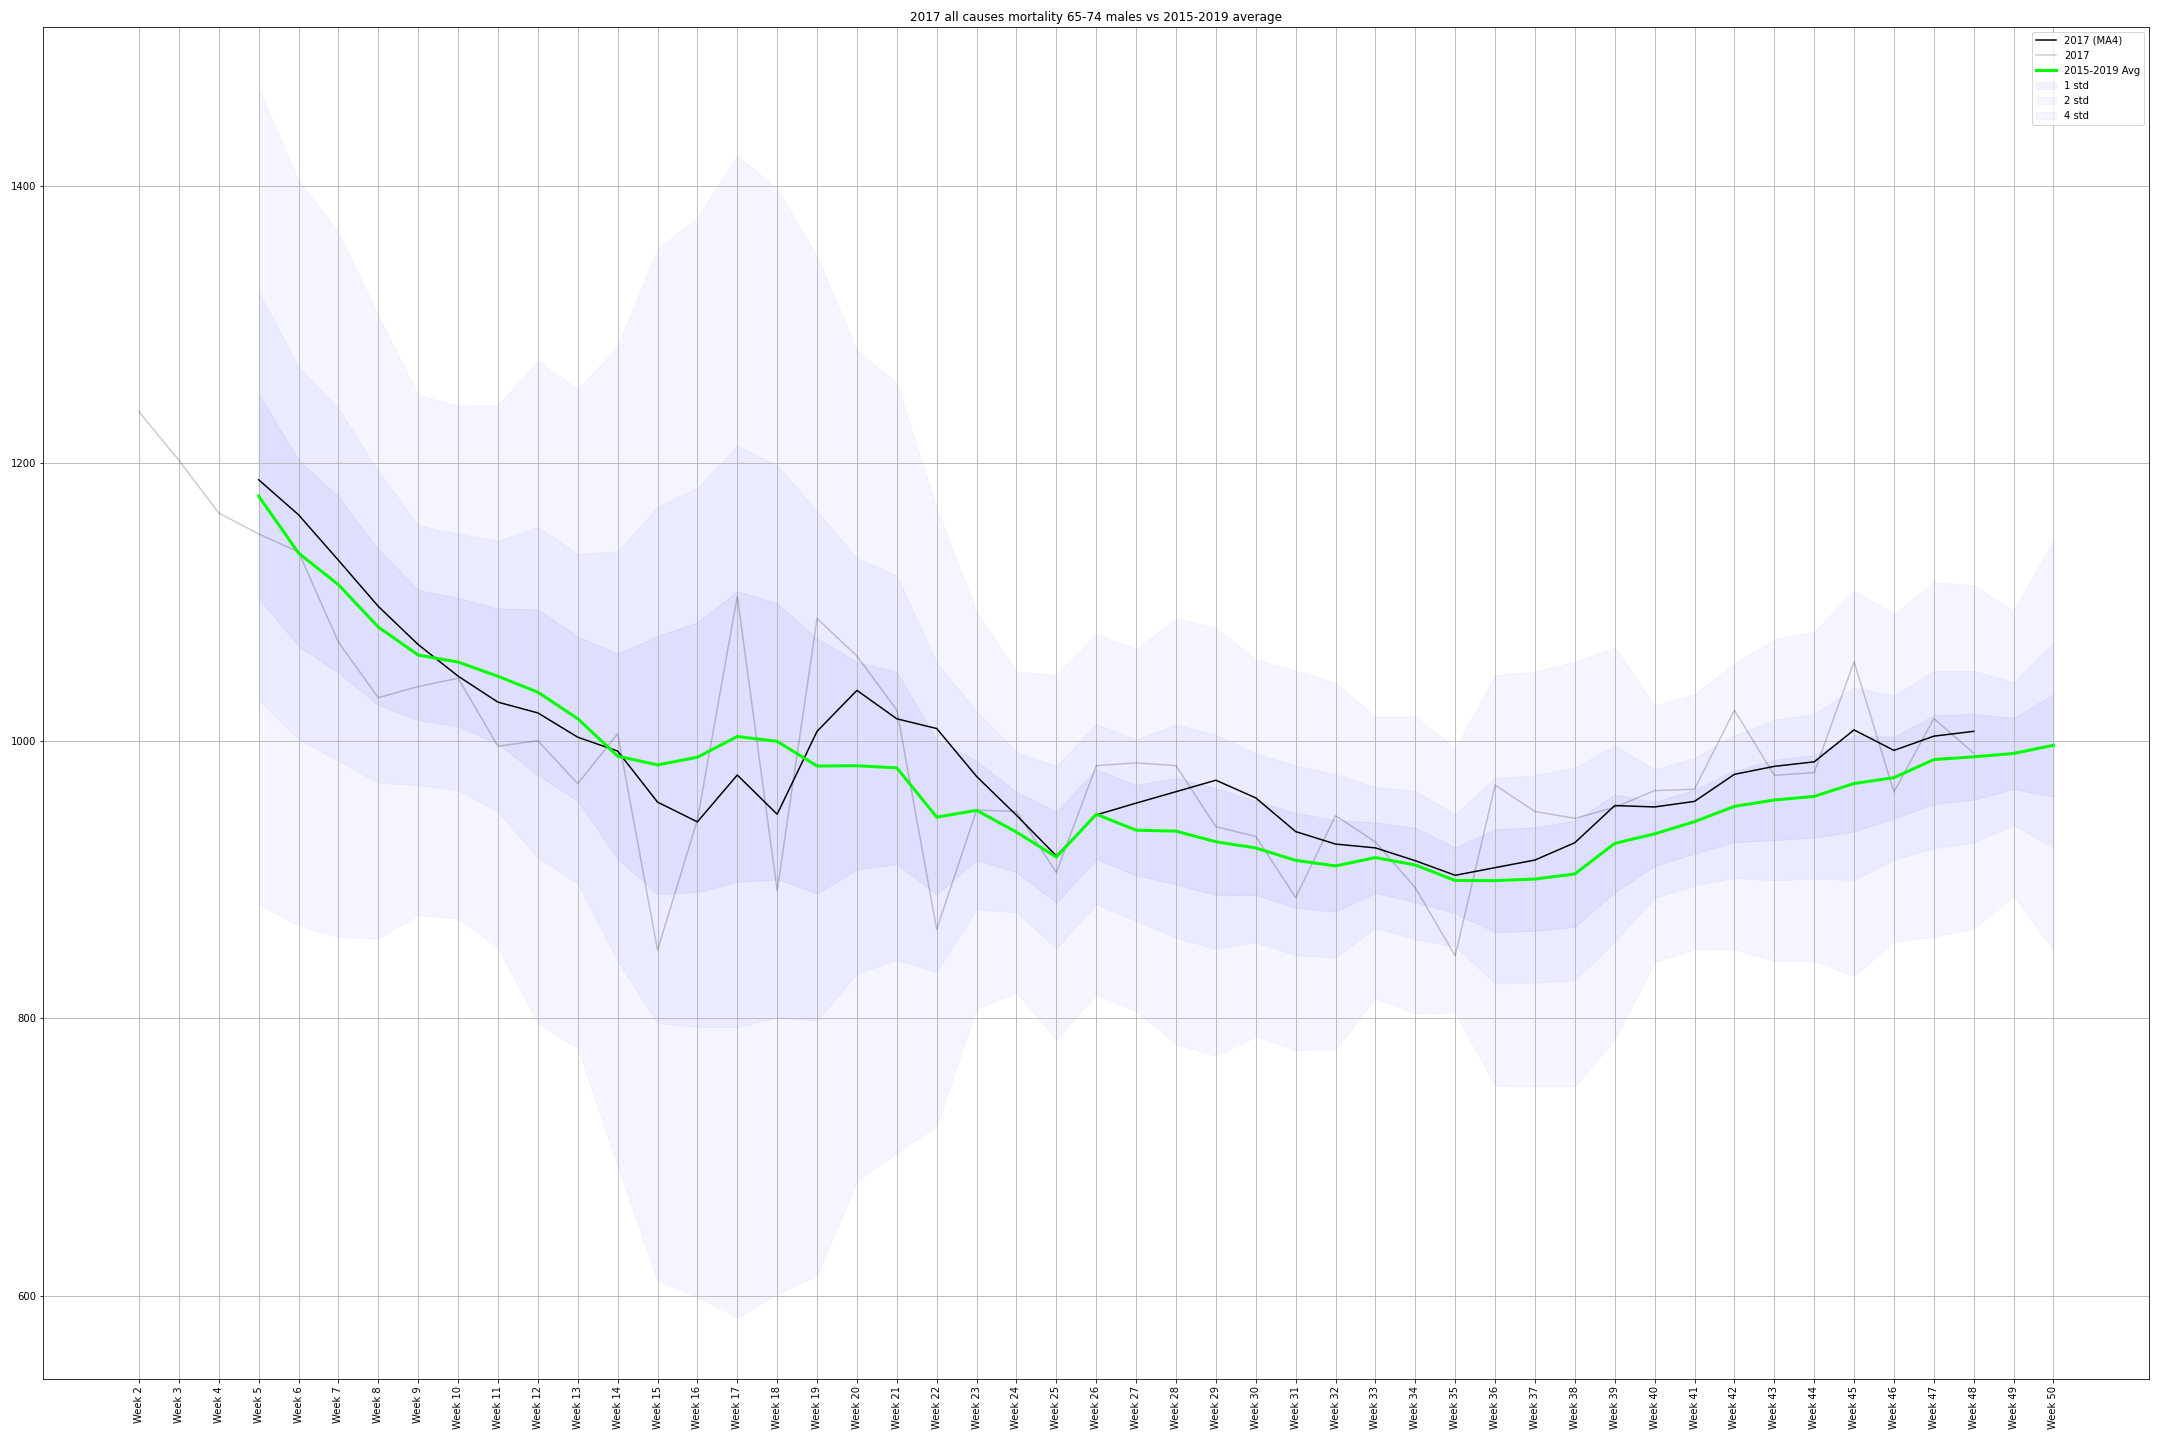 2017 all causes mortality 65-74 males vs 2015-2019 average
2017 (MA4)
2017
2015-2019 Avg
1 std
2 std
4 std
1400
1200
1000
800
600
Week 2
Week 3
Week 4
Week 5
Week 6
Week 7
Week 8
Week 9
Week 10
Week 11
Week 12
Week 13
Week 14
Week 15
Week 16
Week 17
Week 18
Week 19
Week 20
Week 21
Week 22
Week 23
Week 24
Week 25
Week 26
Week 27
Week 28
Week 29
Week 30
Week 31
Week 32
Week 33
Week 34
Week 35
Week 36
Week 37
Week 38
Week 39
Week 40
Week 41
Week 42
Week 43
Week 44
Week 45
Week 46
Week 47
Week 48
Week 49
Week 50